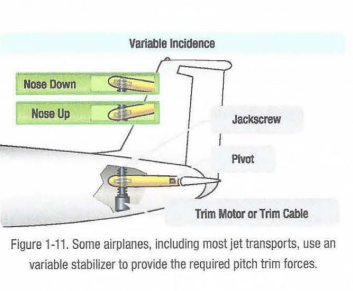 Variable Incidence
Nose Down
Nose Up
Jackscrew
Pivot
Trim Motor or Trim Cable
Figure 1-11. Some airplanes, including most jet transports, use an
variable stabilizer to provide the required pitch trim forces.